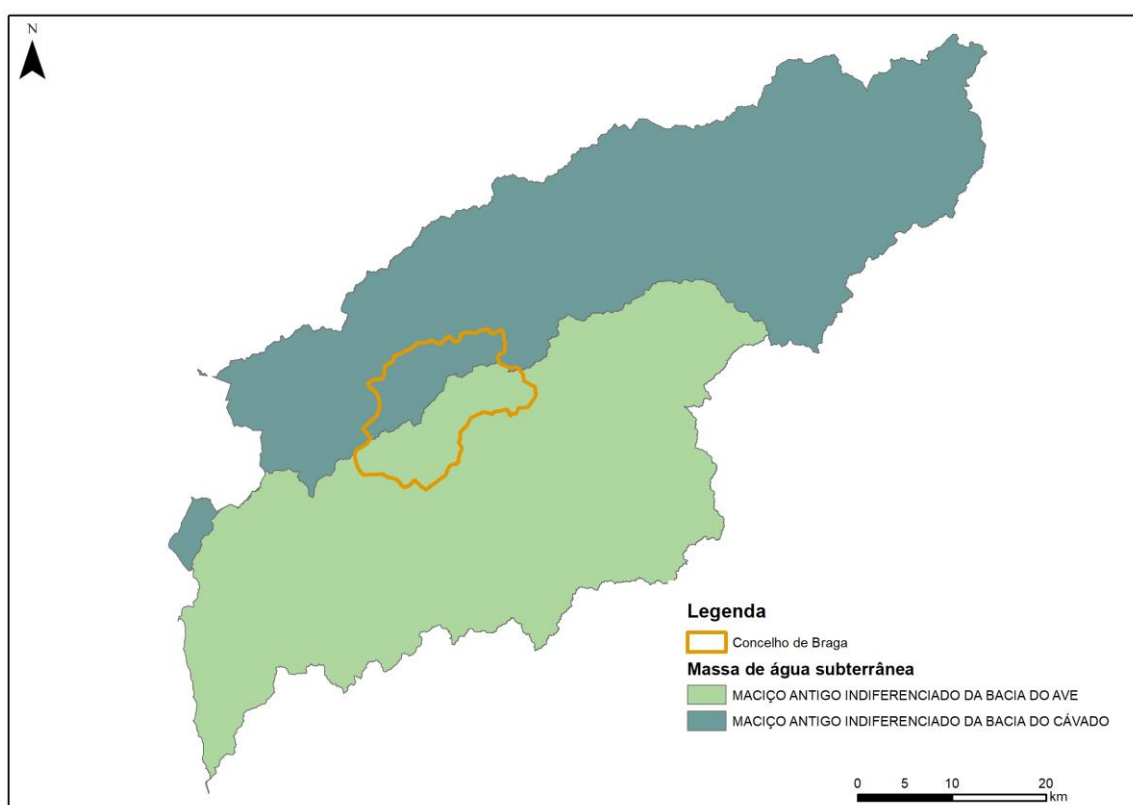 N
Legenda
Concelho de Braga
Massa de água subterrânea
MACIÇO ANTIGO INDIFERENCIADO DA BACIA DO AVE
MACIÇO ANTIGO INDIFERENCIADO DA BACIA DO CÁVADO
0 5 10 20
km